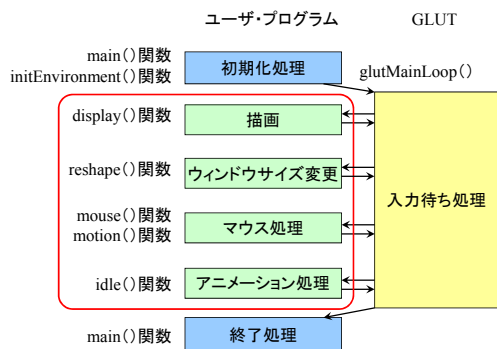 ユーザ・プログラム
GLUT
main()関数
initEnvironment()関数
初期化処理
glutMainLoop()
display()関数
描画
reshape()関数
ウィンドウサイズ変更
入力待ち処理
mouse()関数
motion()関数
マウス処理
idle()関数
アニメーション処理
main()関数
終了処理